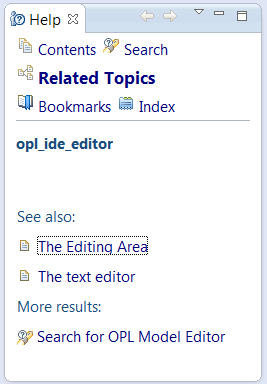 Help
Contents Search
Related Topics
Bookmarks Index
opl_ide_editor
See also:
The Editing Area
The text editor
More results:
Search for OPL Model Editor